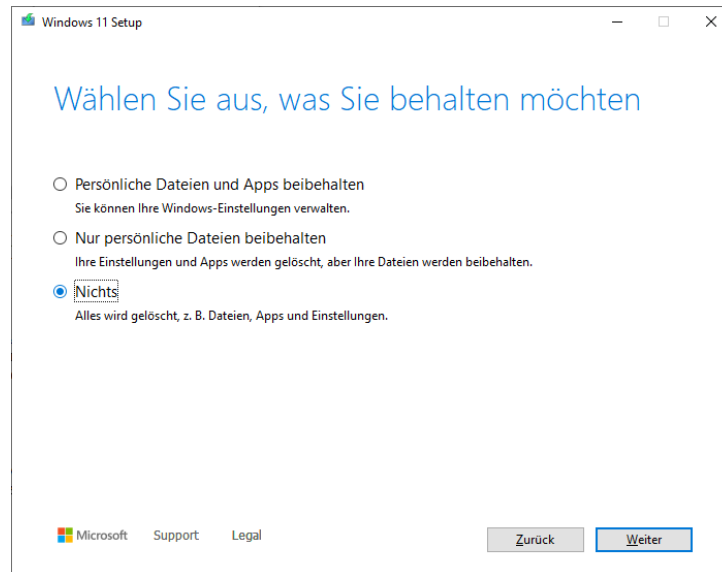 Windows 11 Setup
Wählen Sie aus, was Sie behalten möchten
Persönliche Dateien und Apps beibehalten
Sie können Ihre Windows-Einstellungen verwalten.
Nur persönliche Dateien beibehalten
Ihre Einstellungen und Apps werden gelöscht, aber Ihre Dateien werden beibehalten.
Nichts
Alles wird gelöscht, z. B. Dateien, Apps und Einstellungen.
Microsoft Support Legal Zurück Weiter